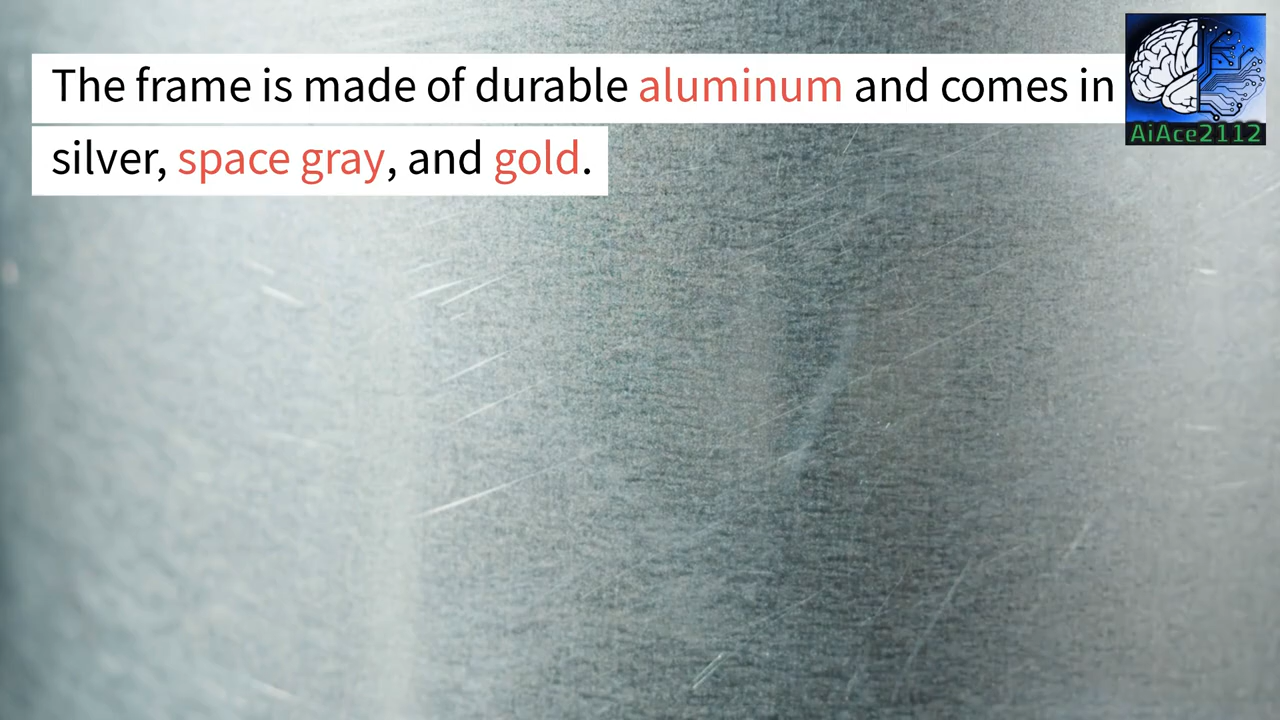 The frame is made of durable aluminum and comes in
silver, space gray, and gold.
AiAce2112